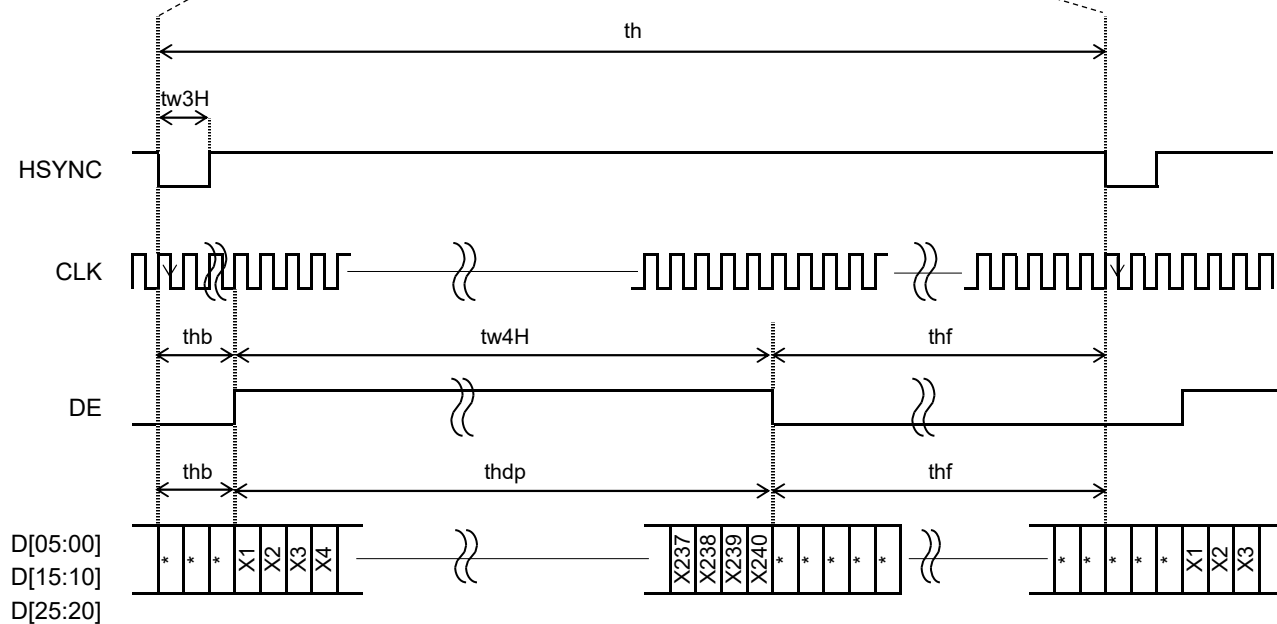 th
tw3H
HSYNC
CLK
thb tw4H thf
DE
thb thdp thf
D[05:00]
D[15:10]
D[25:20]
* * * X1 X2 X3 X4 X237 X238 X239 X240 * * * * * * * * * * X1 X2 X3